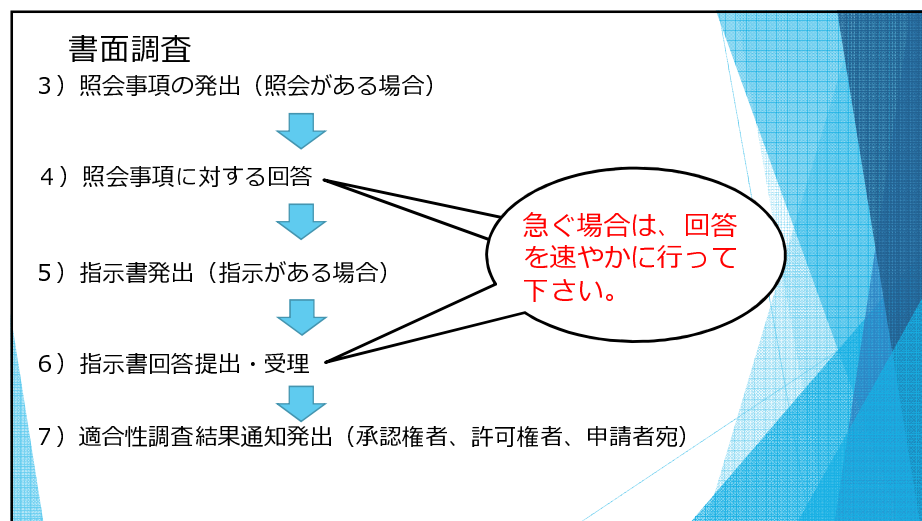 書面調査
３）照会事項の発出（照会がある場合）
４）照会事項に対する回答
急ぐ場合は、回答
を速やかに行って
下さい。
５）指示書発出（指示がある場合）
６）指示書回答提出・受理
７）適合性調査結果通知発出（承認権者、許可権者、申請者宛）